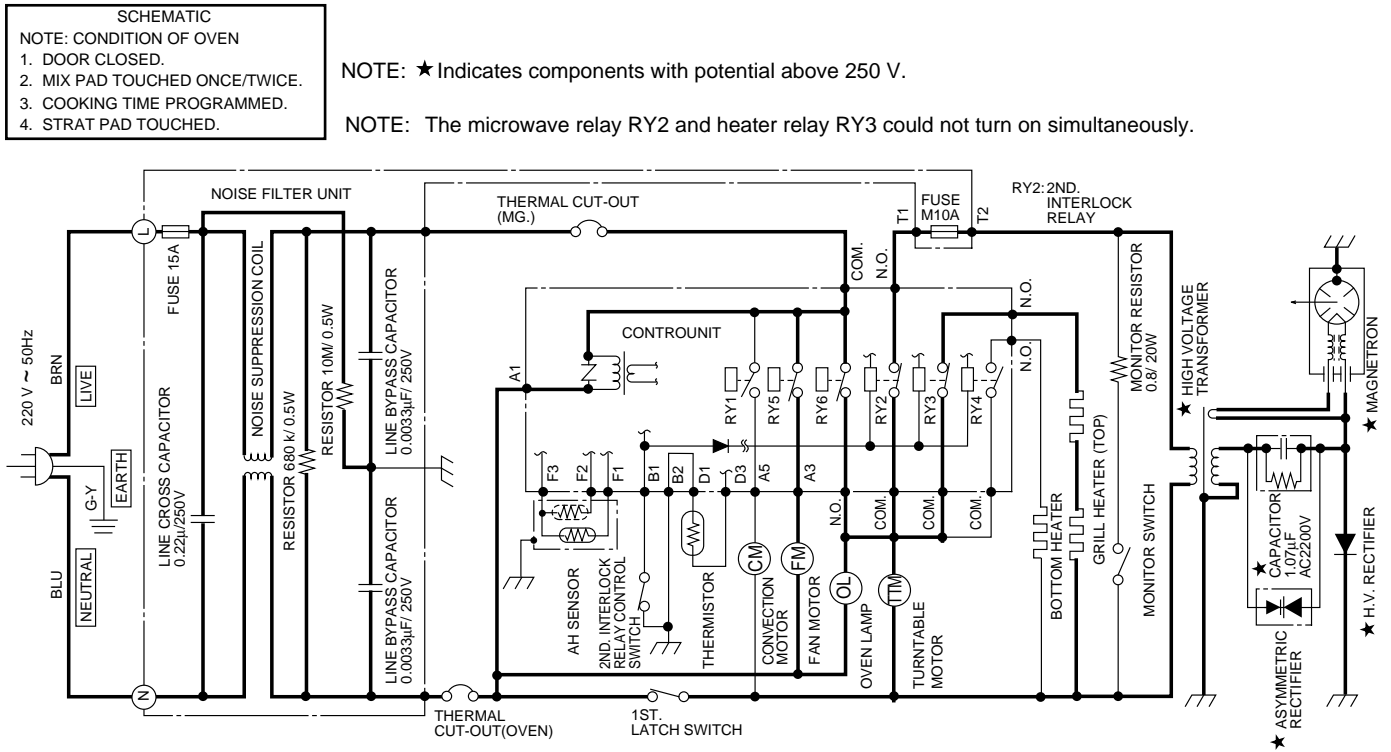 SCHEMATIC
NOTE: CONDITION OF OVEN
1. DOOR CLOSED.
2. MIX PAD TOUCHED ONCE/TWICE.
3. COOKING TIME PROGRAMMED.
4. STRAT PAD TOUCHED.
NOTE: ★ Indicates components with potential above 250 V.
NOTE: The microwave relay RY2 and heater relay RY3 could not turn on simultaneously.
NOISE FILTER UNIT
THERMAL CUT-OUT
(MG.)
T1
FUSE
M10A
T2
RY2: 2ND.
INTERLOCK
RELAY
L
FUSE 15A
NOISE SUPPRESSION COIL
RESISTOR 10M/ 0.5W
LINE BYPASS CAPACITOR
0.0033µF/ 250V
COM.
N.O.
N.O.
N.O.
CONTROUNIT
A1
220 V ~ 50Hz
BRN
LIVE
G-Y
EARTH
BLU
NEUTRAL
LINE CROSS CAPACITOR
0.22µ/250V
RESISTOR 680 k/ 0.5W
LINE BYPASS CAPACITOR
0.0033µF/ 250V
RY1
RY5
RY6
RY2
RY3
RY4
F3
F2
F1
B1
B2
D1
D3
A5
A3
N.O.
COM.
COM.
COM.
AH SENSOR
2ND. INTERLOCK
RELAY CONTROL
SWITCH
THERMISTOR
CM
CONVECTION
MOTOR
FM
FAN MOTOR
OL
OVEN LAMP
TTM
TURNTABLE
MOTOR
BOTTOM HEATER
GRILL HEATER (TOP)
MONITOR RESISTOR
0.8/ 20W
MONITOR SWITCH
★ HIGH VOLTAGE
TRANSFORMER
★ MAGNETRON
★ CAPACITOR
1.07µF
AC2200V
★ H.V. RECTIFIER
★ ASYMMETRIC
RECTIFIER
N
THERMAL
CUT-OUT(OVEN)
1ST.
LATCH SWITCH